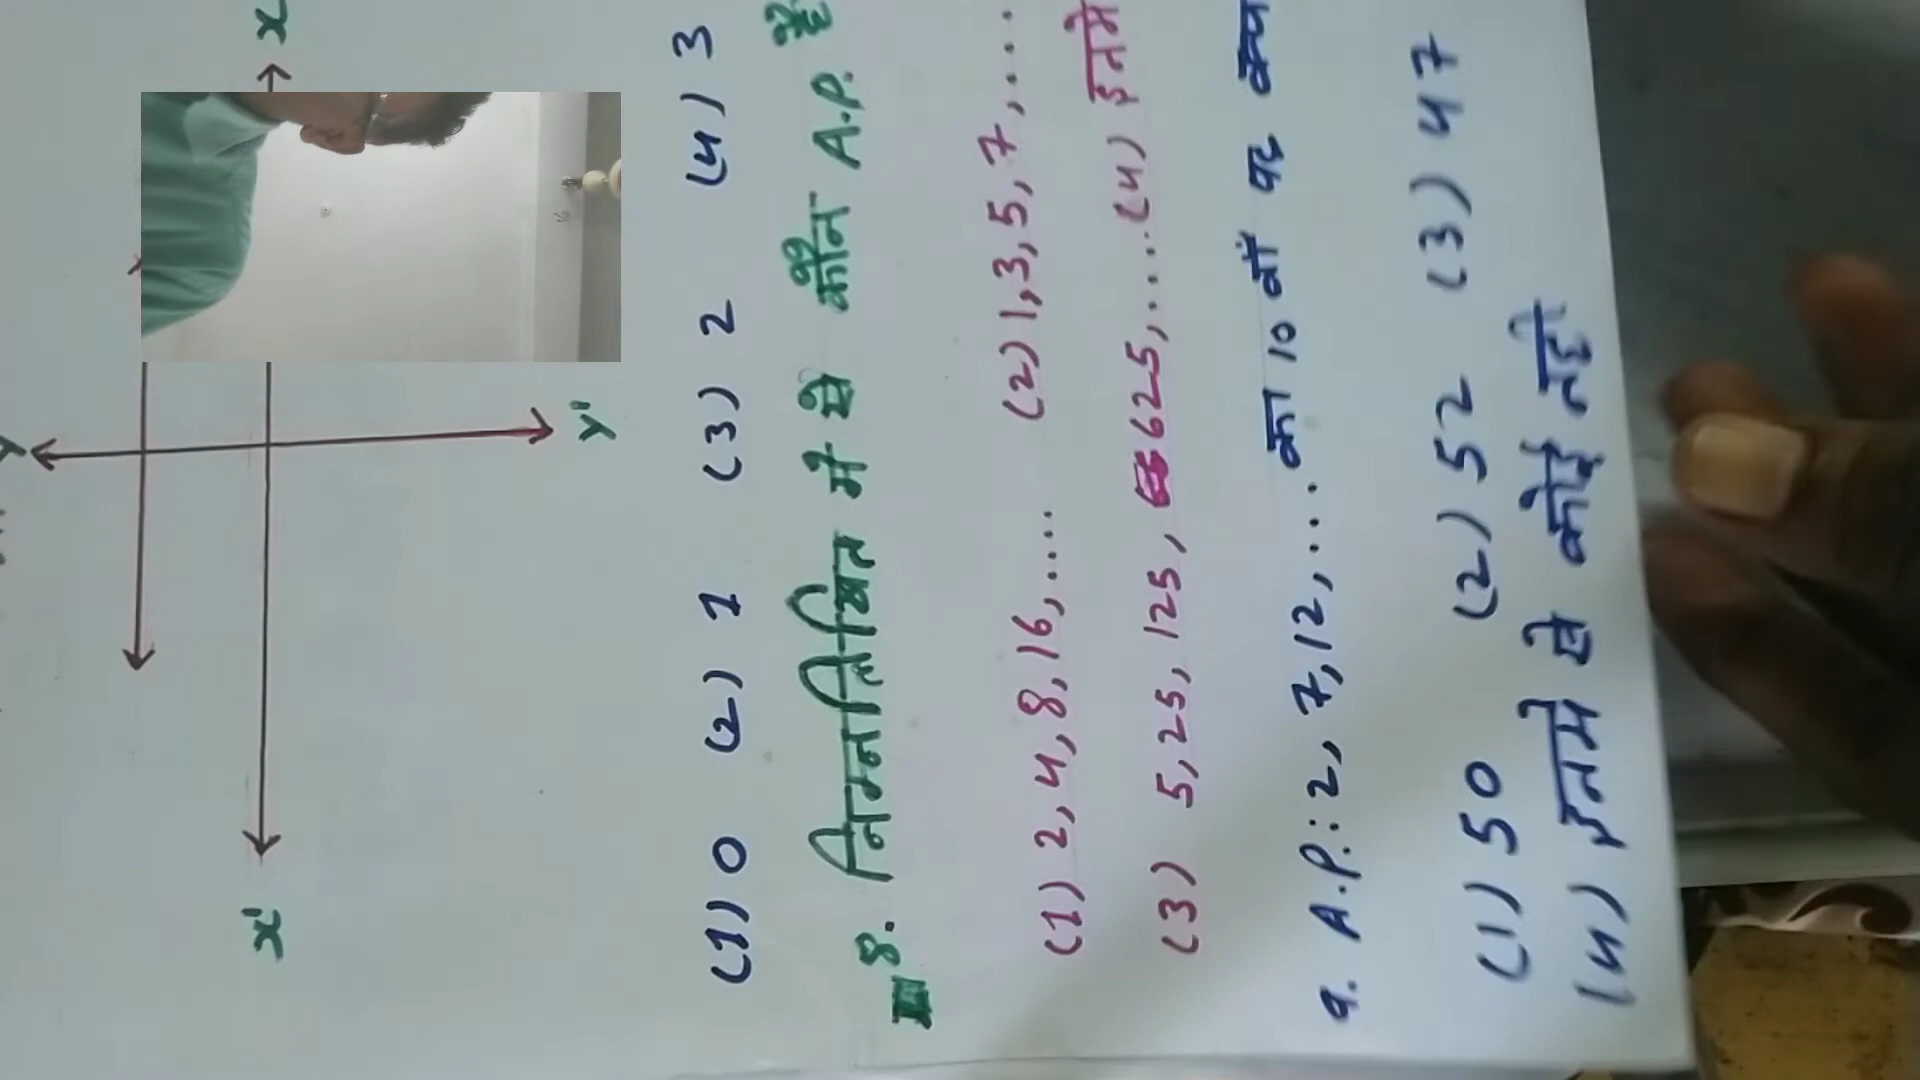 x
y
x'
y'
(1) 0 (2) 1 (3) 2 (4) 3
8. निम्नलिखित में से कौन A.P. है
(1) 2, 4, 8, 16, .... (2) 1, 3, 5, 7, ....
(3) 5, 25, 125, 625, .... (4) इनमें
9. A.P.: 2, 7, 12, ... का 10 वाँ पद
(1) 50 (2) 52 (3) 47
(4) इनमें से कोई नहीं